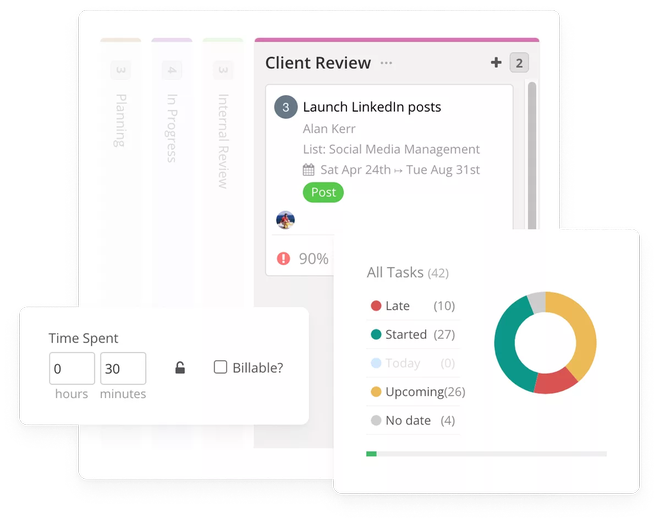 3
Planning
4
In Progress
3
Internal Review
Client Review ...
+ 2
3 Launch LinkedIn posts
Alan Kerr
List: Social Media Management
Sat Apr 24th ↦ Tue Aug 31st
Post
! 90%
All Tasks (42)
Late (10)
Started (27)
Today (0)
Upcoming(26)
No date (4)
Time Spent
0 30
hours minutes
Billable?